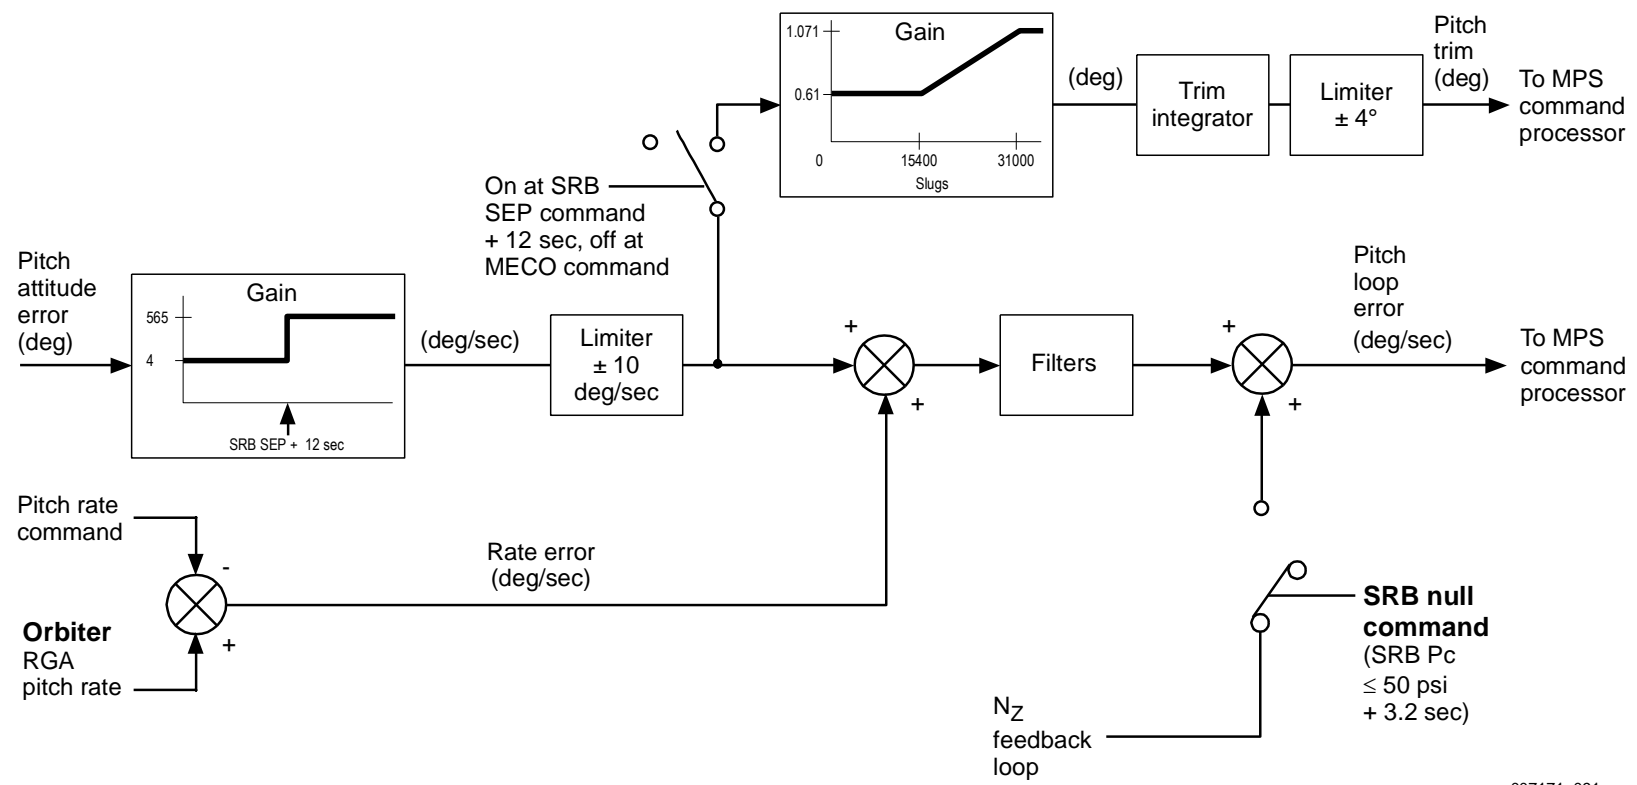 1.071
Gain
0.61
0
15400
31000
Slugs
(deg)
Trim
integrator
Limiter
± 4°
Pitch
trim
(deg)
To MPS
command
processor
On at SRB
SEP command
+ 12 sec, off at
MECO command
Pitch
attitude
error
(deg)
Gain
565
4
SRB SEP + 12 sec
(deg/sec)
Limiter
± 10
deg/sec
+
+
Filters
+
+
Pitch
loop
error
(deg/sec)
To MPS
command
processor
Pitch rate
command
-
+
Orbiter
RGA
pitch rate
Rate error
(deg/sec)
SRB null
command
(SRB Pc
≤ 50 psi
+ 3.2 sec)
NZ
feedback
loop